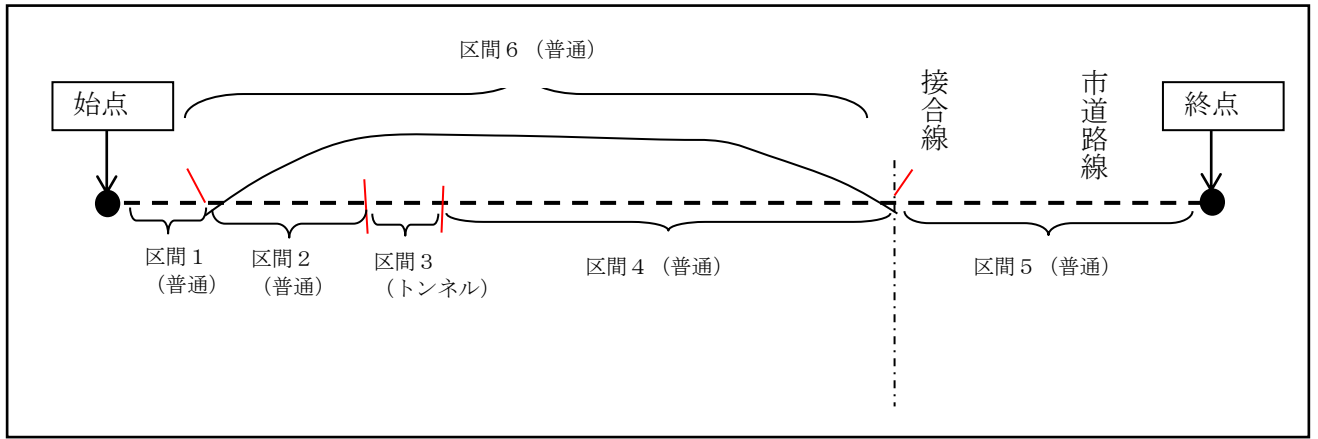 区間６（普通）
始点
接合線
市道路線
終点
区間１
（普通）
区間２
（普通）
区間３
（トンネル）
区間４（普通）
区間５（普通）